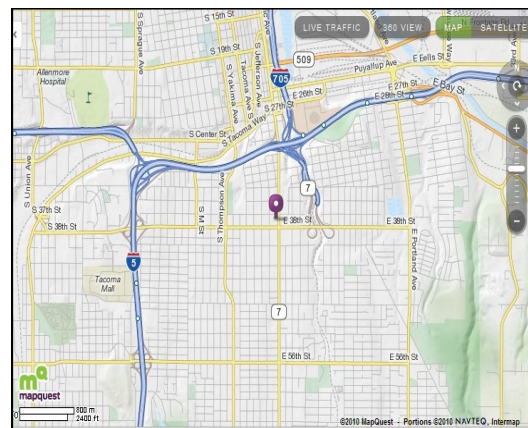 LIVE TRAFFIC
360 VIEW
MAP
SATELLITE
S 15th St
S Sprague Ave
S 19th St
S Jefferson Ave
Tacoma Ave S
S Yakima Ave
509
705
Puyallup Ave
E Eells St
Way
Allenmore
Hospital
E 26th St
E 27th St
E 28th St
E Bay St
S 27th St
S Center St
S Tacoma Way
S Union Ave
7
S 37th St
S 38th St
S M St
S Thompson Ave
E 38th St
E 38th St
E Portland Ave
5
Tacoma
Mall
7
E 56th St
E 56th St
mq
mapquest
0
800 m
2400 ft
©2010 MapQuest - Portions ©2010 NAVTEQ, Intermap